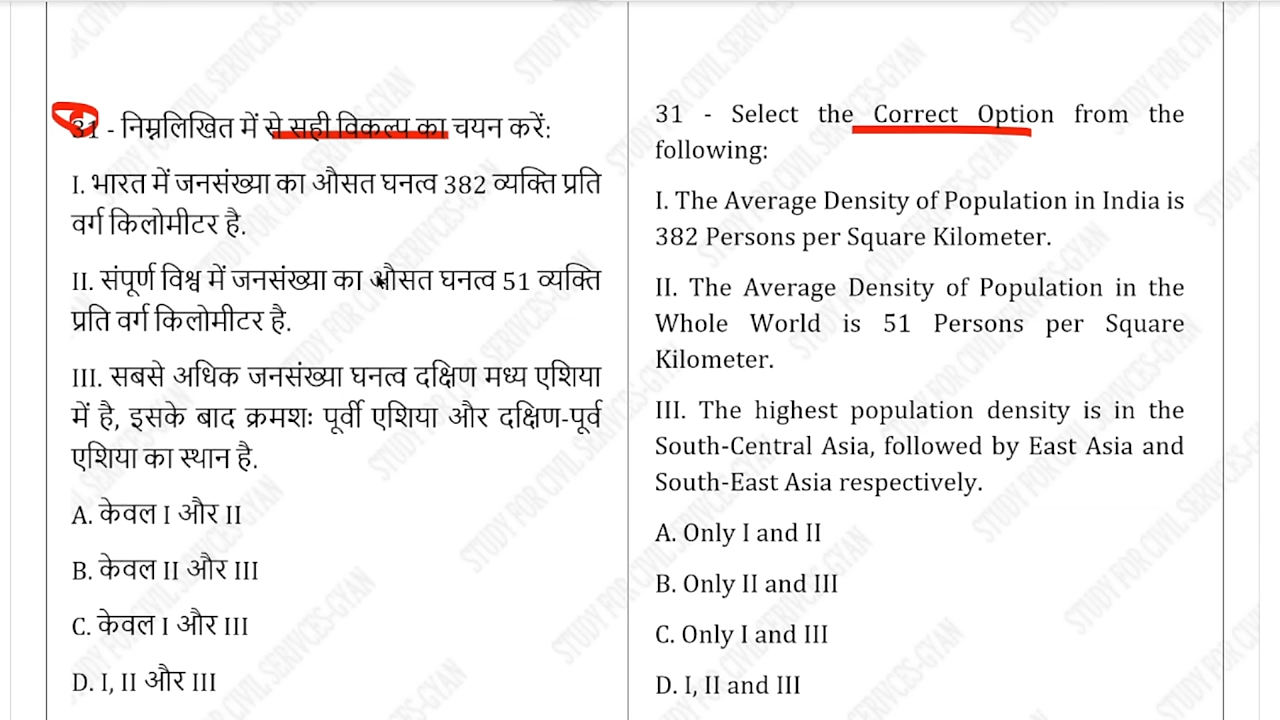 31 - निम्नलिखित में से सही विकल्प का चयन करें:
I. भारत में जनसंख्या का औसत घनत्व 382 व्यक्ति प्रति
वर्ग किलोमीटर है.
II. संपूर्ण विश्व में जनसंख्या का औसत घनत्व 51 व्यक्ति
प्रति वर्ग किलोमीटर है.
III. सबसे अधिक जनसंख्या घनत्व दक्षिण मध्य एशिया
में है, इसके बाद क्रमशः पूर्वी एशिया और दक्षिण-पूर्व
एशिया का स्थान है.
A. केवल I और II
B. केवल II और III
C. केवल I और III
D. I, II और III
31 - Select the Correct Option from the
following:
I. The Average Density of Population in India is
382 Persons per Square Kilometer.
II. The Average Density of Population in the
Whole World is 51 Persons per Square
Kilometer.
III. The highest population density is in the
South-Central Asia, followed by East Asia and
South-East Asia respectively.
A. Only I and II
B. Only II and III
C. Only I and III
D. I, II and III
STUDY FOR CIVIL SERIVCES-GYAN